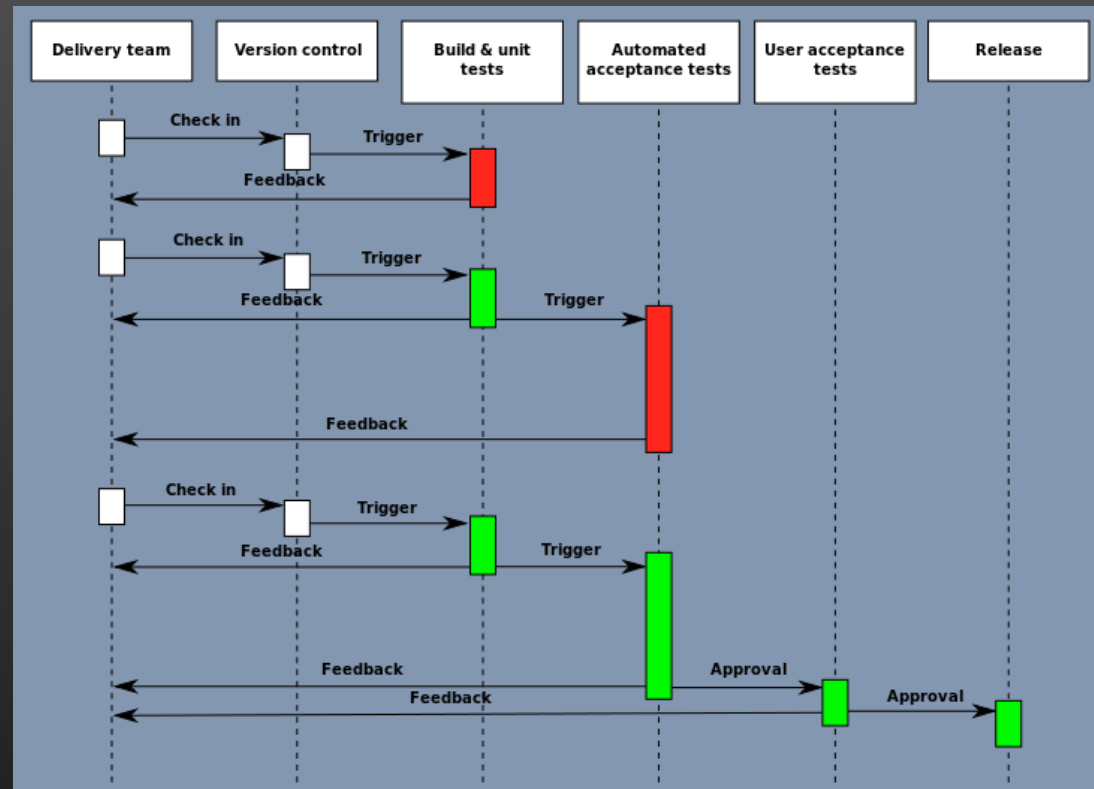 Delivery team
Version control
Build & unit
tests
Automated
acceptance tests
User acceptance
tests
Release
Check in
Trigger
Feedback
Check in
Trigger
Feedback
Trigger
Feedback
Check in
Trigger
Feedback
Trigger
Feedback
Approval
Feedback
Approval